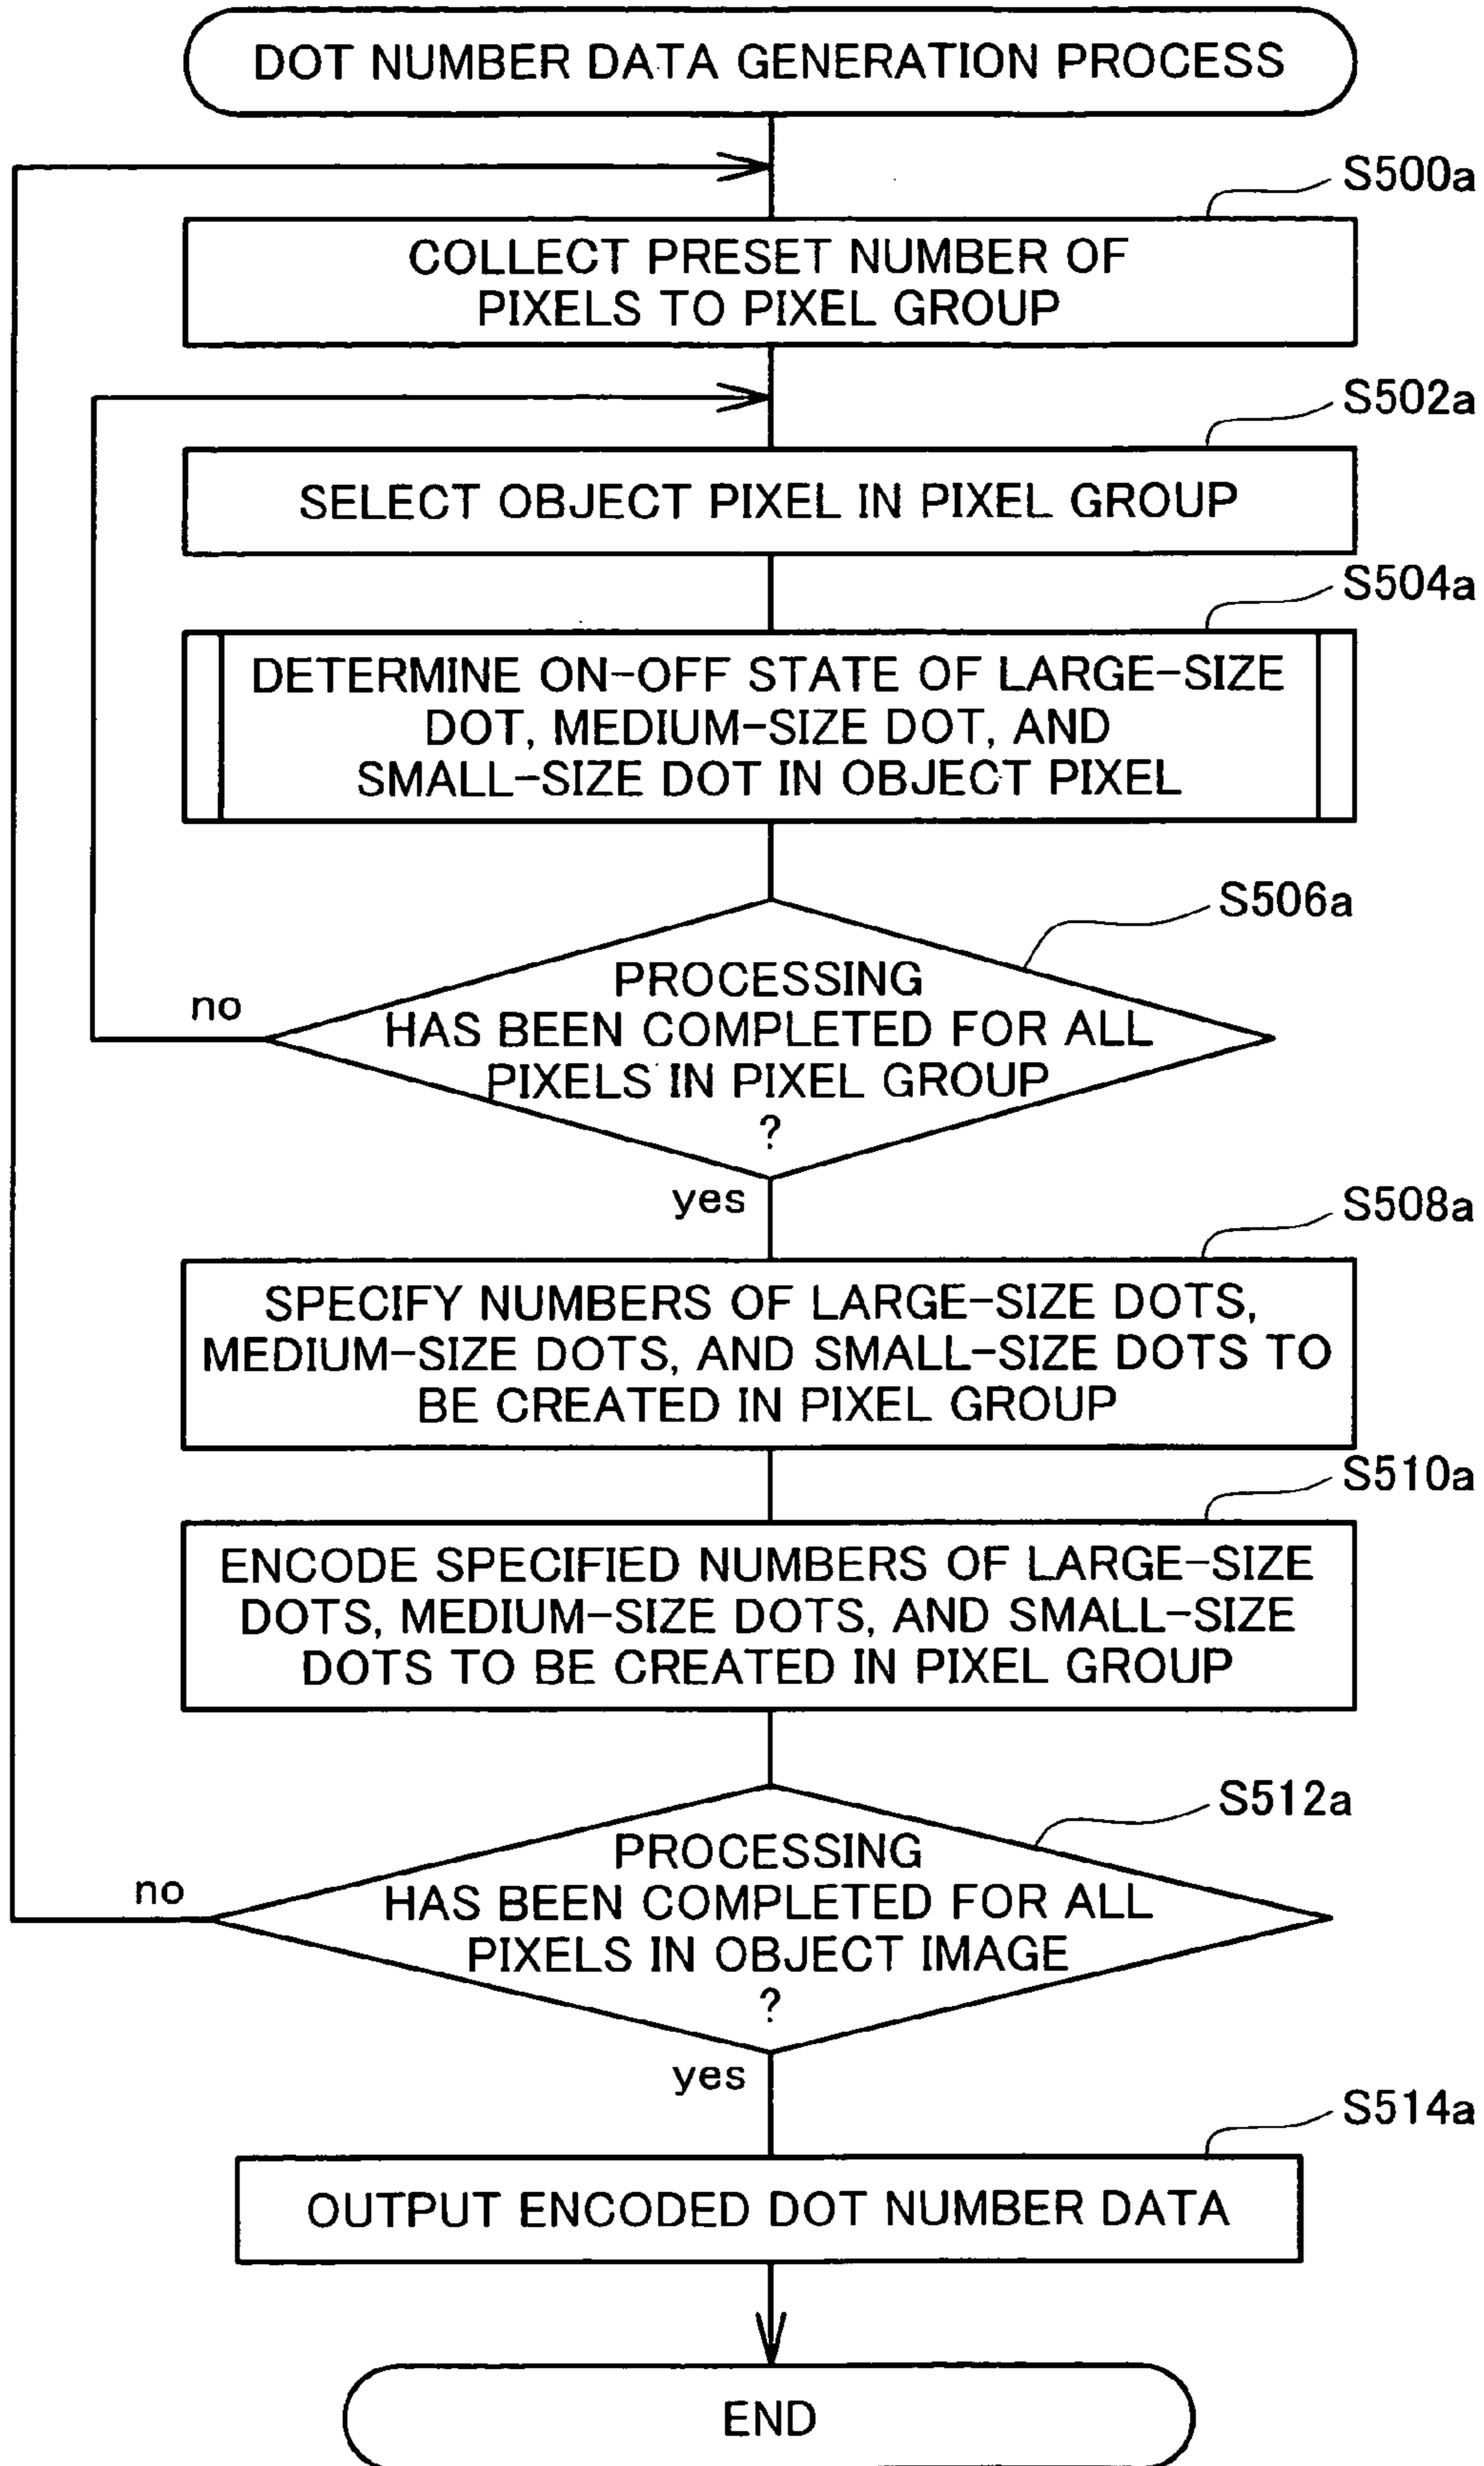 DOT NUMBER DATA GENERATION PROCESS
S500a
COLLECT PRESET NUMBER OF
PIXELS TO PIXEL GROUP
S502a
SELECT OBJECT PIXEL IN PIXEL GROUP
S504a
DETERMINE ON-OFF STATE OF LARGE-SIZE
DOT, MEDIUM-SIZE DOT, AND
SMALL-SIZE DOT IN OBJECT PIXEL
S506a
PROCESSING
HAS BEEN COMPLETED FOR ALL
PIXELS IN PIXEL GROUP
?
no
yes
S508a
SPECIFY NUMBERS OF LARGE-SIZE DOTS,
MEDIUM-SIZE DOTS, AND SMALL-SIZE DOTS TO
BE CREATED IN PIXEL GROUP
S510a
ENCODE SPECIFIED NUMBERS OF LARGE-SIZE
DOTS, MEDIUM-SIZE DOTS, AND SMALL-SIZE
DOTS TO BE CREATED IN PIXEL GROUP
S512a
PROCESSING
HAS BEEN COMPLETED FOR ALL
PIXELS IN OBJECT IMAGE
?
no
yes
S514a
OUTPUT ENCODED DOT NUMBER DATA
END